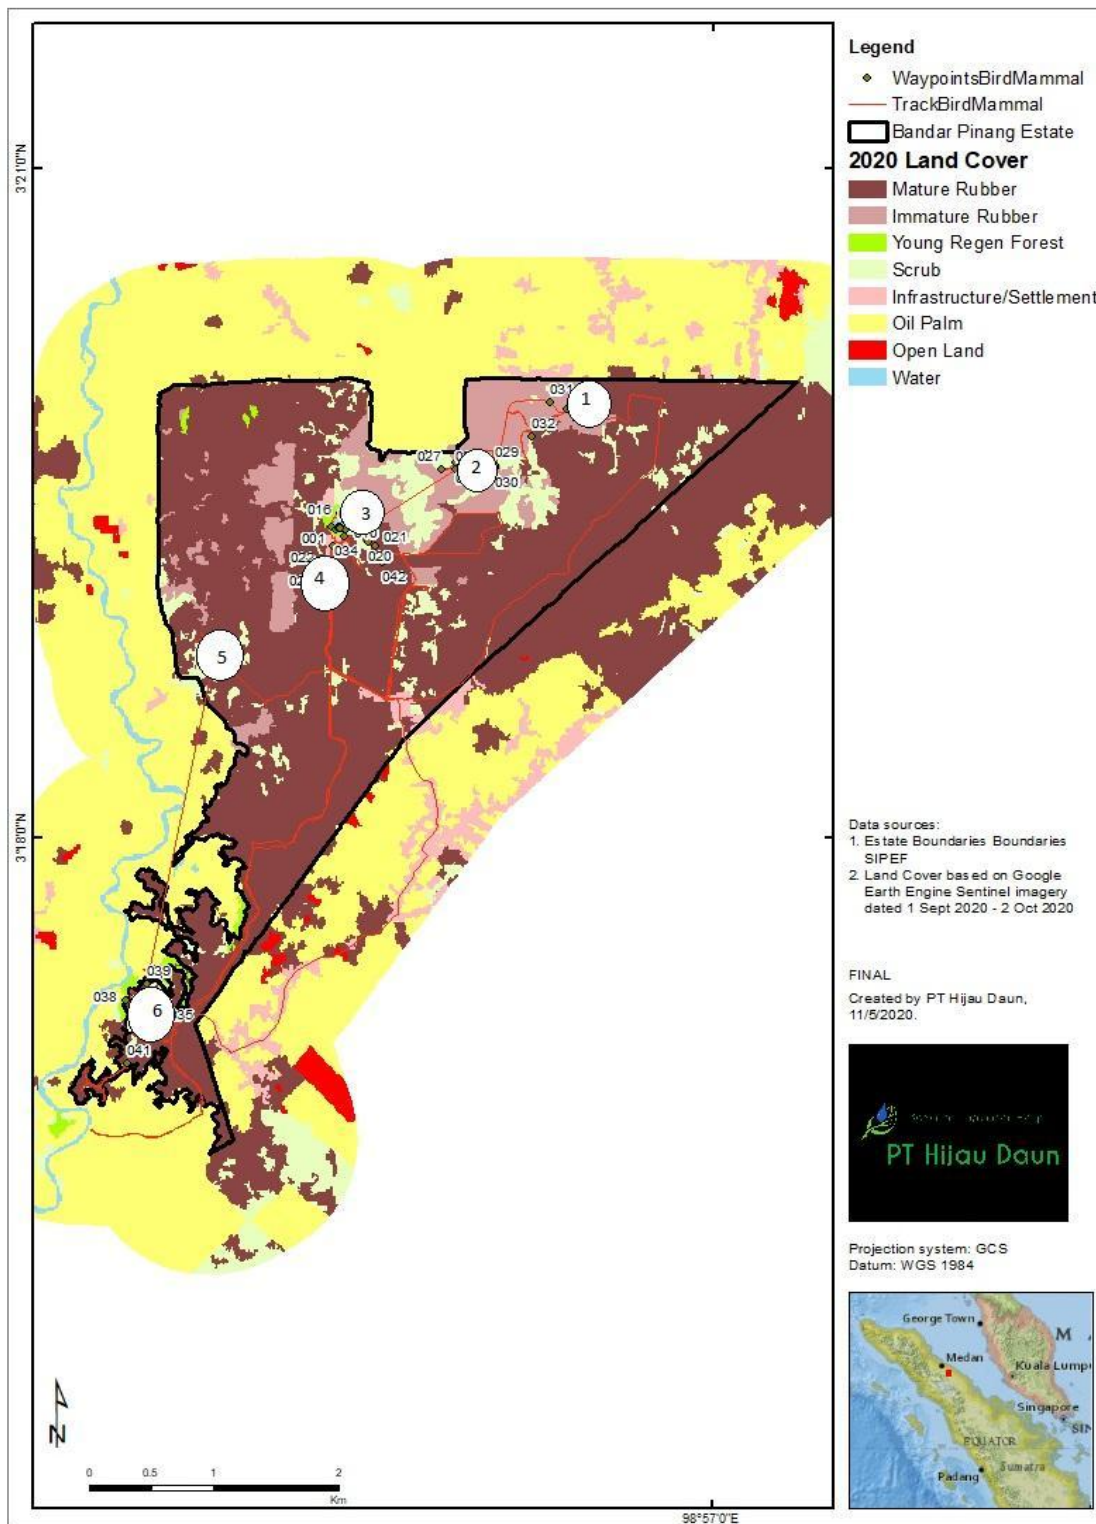 Legend
WaypointsBirdMammal
TrackBirdMammal
Bandar Pinang Estate
2020 Land Cover
Mature Rubber
Immature Rubber
Young Regen Forest
Scrub
Infrastructure/Settlement
Oil Palm
Open Land
Water
3°21'0"N
031
1
032
027
029
2
030
016
3
001
021
034
020
042
4
5
3°18'0"N
039
038
6
35
041
Data sources:
1. Estate Boundaries Boundaries
SIPEF
2. Land Cover based on Google
Earth Engine Sentinel imagery
dated 1 Sept 2020 - 2 Oct 2020
FINAL
Created by PT Hijau Daun,
11/5/2020.
PT Hijau Daun
Projection system: GCS
Datum: WGS 1984
George Town
M
Medan
Kuala Lump
Singapore
SIN
EQUATOR
Sumatra
Padang
N
0 0.5 1 2
Km
98°57'0"E